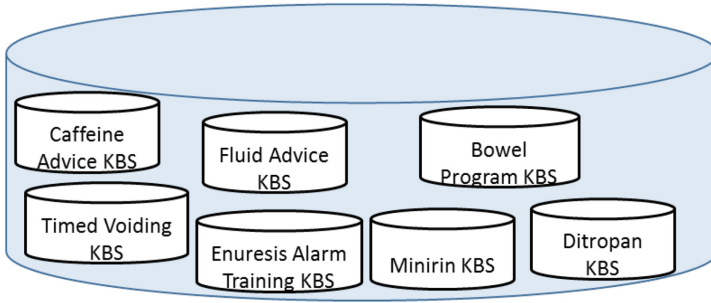 Caffeine
Advice KBS
Fluid Advice
KBS
Bowel
Program KBS
Timed Voiding
KBS
Enuresis Alarm
Training KBS
Minirin KBS
Ditropan
KBS